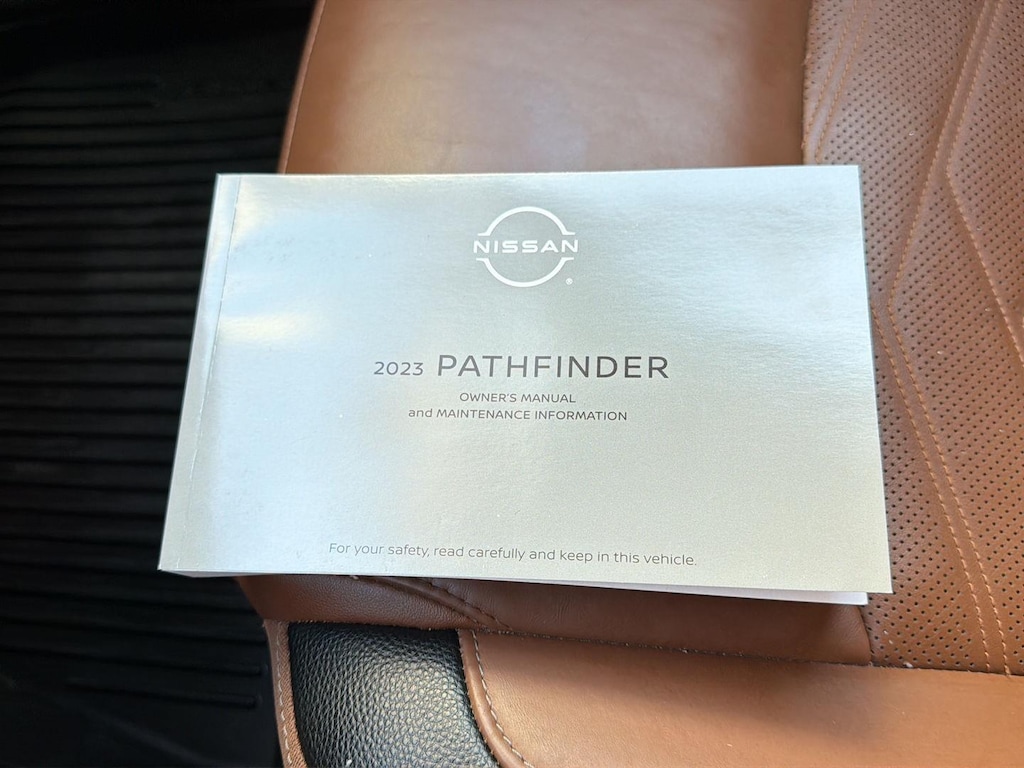 NISSAN
®
2023 PATHFINDER
OWNER'S MANUAL
and MAINTENANCE INFORMATION
For your safety, read carefully and keep in this vehicle.